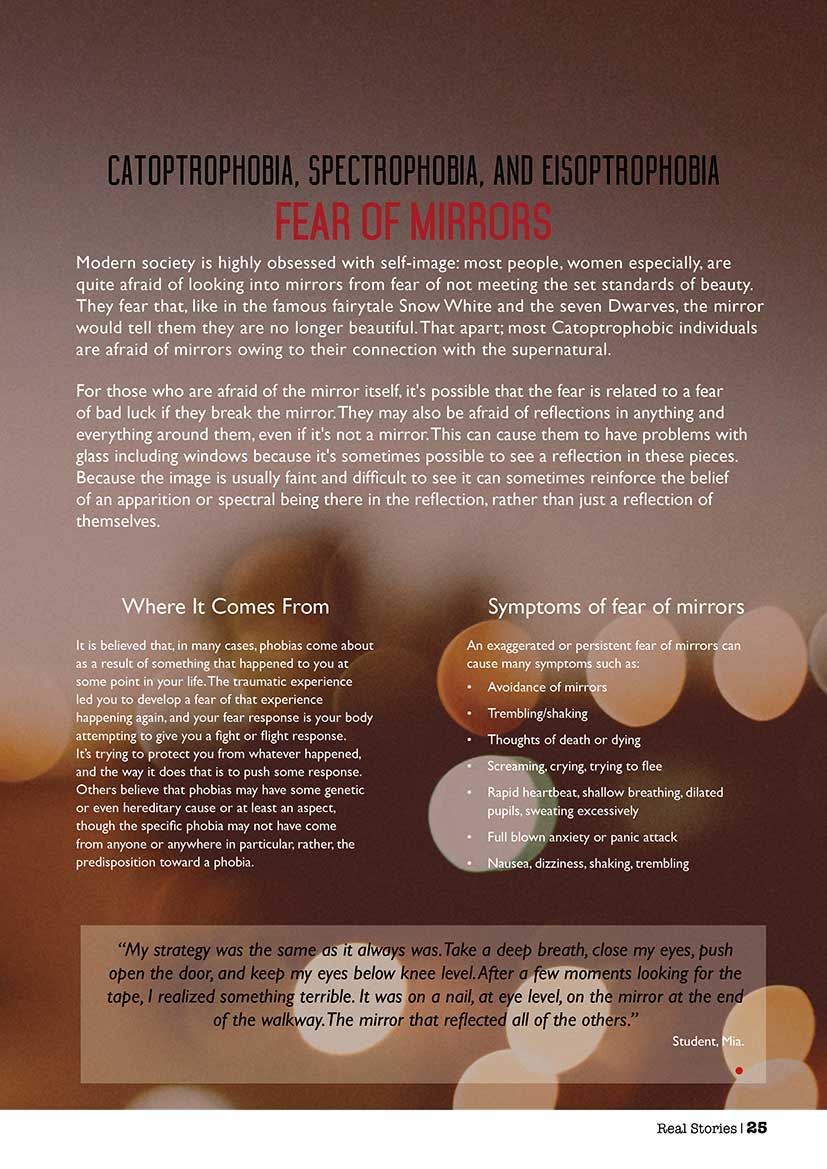 CATOPTROPHOBIA, SPECTROPHOBIA, AND EISOPTROPHOBIA
FEAR OF MIRRORS
Modern society is highly obsessed with self-image: most people, women especially, are
quite afraid of looking into mirrors from fear of not meeting the set standards of beauty.
They fear that, like in the famous fairytale Snow White and the seven Dwarves, the mirror
would tell them they are no longer beautiful. That apart; most Catoptrophobic individuals
are afraid of mirrors owing to their connection with the supernatural.
For those who are afraid of the mirror itself, it's possible that the fear is related to a fear
of bad luck if they break the mirror. They may also be afraid of reflections in anything and
everything around them, even if it's not a mirror. This can cause them to have problems with
glass including windows because it's sometimes possible to see a reflection in these pieces.
Because the image is usually faint and difficult to see it can sometimes reinforce the belief
of an apparition or spectral being there in the reflection, rather than just a reflection of
themselves.
Where It Comes From
It is believed that, in many cases, phobias come about
as a result of something that happened to you at
some point in your life. The traumatic experience
led you to develop a fear of that experience
happening again, and your fear response is your body
attempting to give you a fight or flight response.
It's trying to protect you from whatever happened,
and the way it does that is to push some response.
Others believe that phobias may have some genetic
or even hereditary cause or at least an aspect,
though the specific phobia may not have come
from anyone or anywhere in particular, rather, the
predisposition toward a phobia.
Symptoms of fear of mirrors
An exaggerated or persistent fear of mirrors can
cause many symptoms such as:
• Avoidance of mirrors
• Trembling/shaking
• Thoughts of death or dying
• Screaming, crying, trying to flee
• Rapid heartbeat, shallow breathing, dilated
pupils, sweating excessively
• Full blown anxiety or panic attack
• Nausea, dizziness, shaking, trembling
“My strategy was the same as it always was. Take a deep breath, close my eyes, push
open the door, and keep my eyes below knee level. After a few moments looking for the
tape, I realized something terrible. It was on a nail, at eye level, on the mirror at the end
of the walkway. The mirror that reflected all of the others.”
Student, Mia.
Real Stories | 25